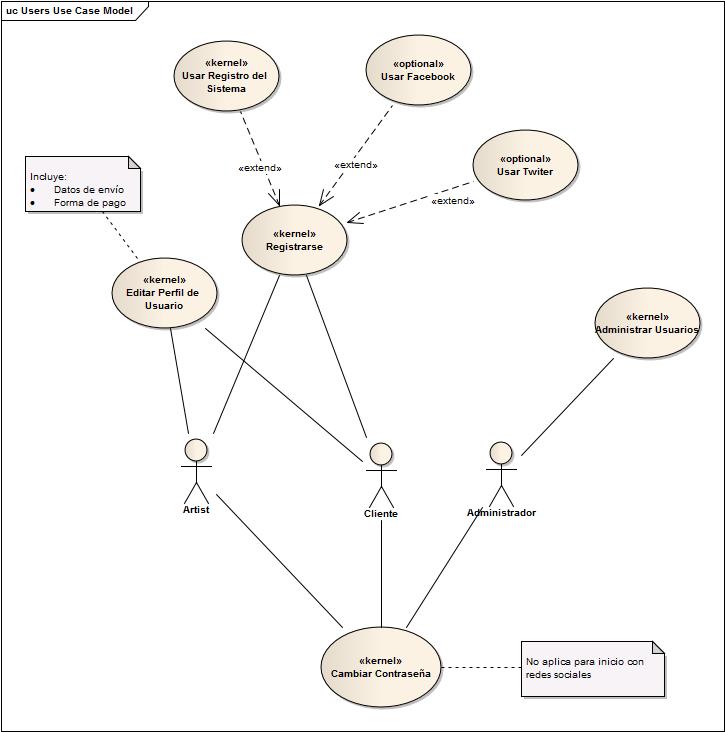 uc Users Use Case Model
«kernel»
Usar Registro del
Sistema
«optional»
Usar Facebook
«optional»
Usar Twiter
«extend»
«extend»
«extend»
Incluye:
• Datos de envío
• Forma de pago
«kernel»
Registrarse
«kernel»
Editar Perfil de
Usuario
«kernel»
Administrar Usuarios
Artist
Cliente
Administrador
«kernel»
Cambiar Contraseña
No aplica para inicio con
redes sociales